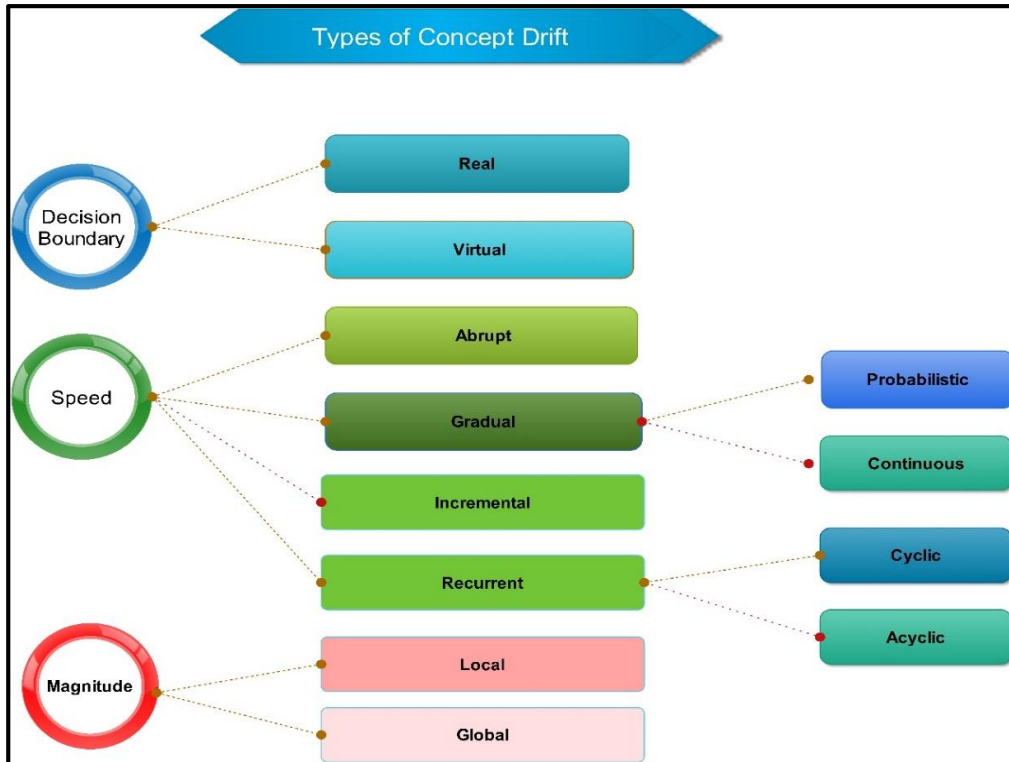 Types of Concept Drift
Decision
Boundary
Real
Virtual
Speed
Abrupt
Gradual
Incremental
Recurrent
Probabilistic
Continuous
Cyclic
Acyclic
Magnitude
Local
Global